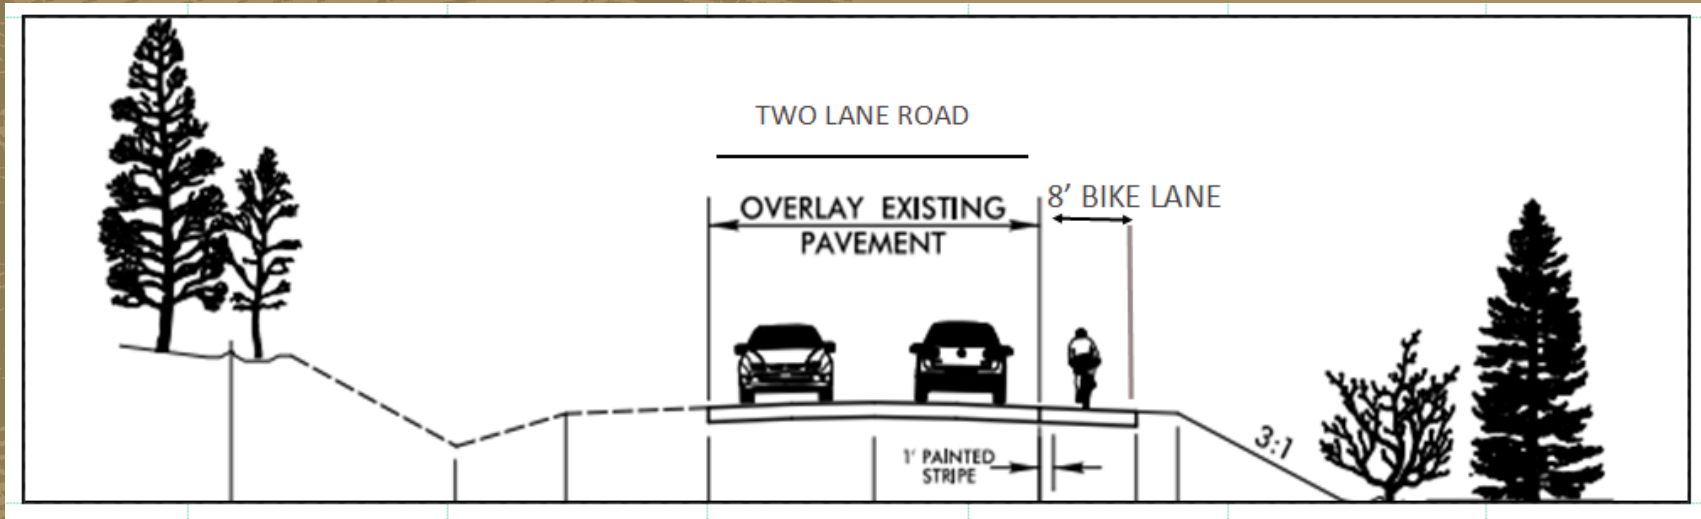 TWO LANE ROAD
8’ BIKE LANE
OVERLAY EXISTING
PAVEMENT
1' PAINTED
STRIPE
3:1